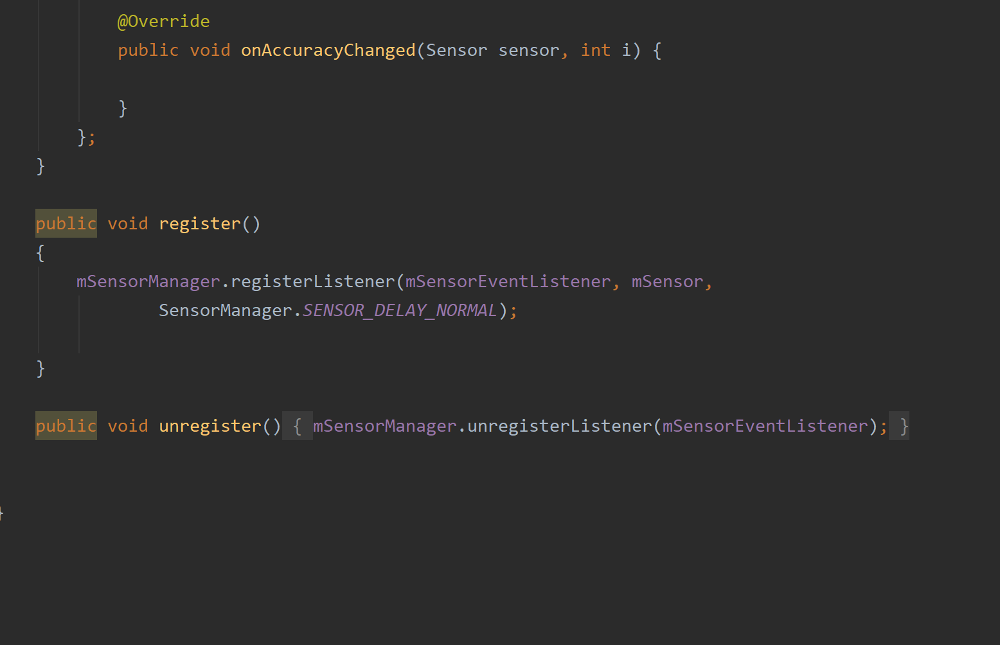 @Override
public void onAccuracyChanged(Sensor sensor, int i) {
}
};
}
public void register()
{
mSensorManager.registerListener(mSensorEventListener, mSensor,
SensorManager.SENSOR_DELAY_NORMAL);
}
public void unregister() { mSensorManager.unregisterListener(mSensorEventListener); }
}